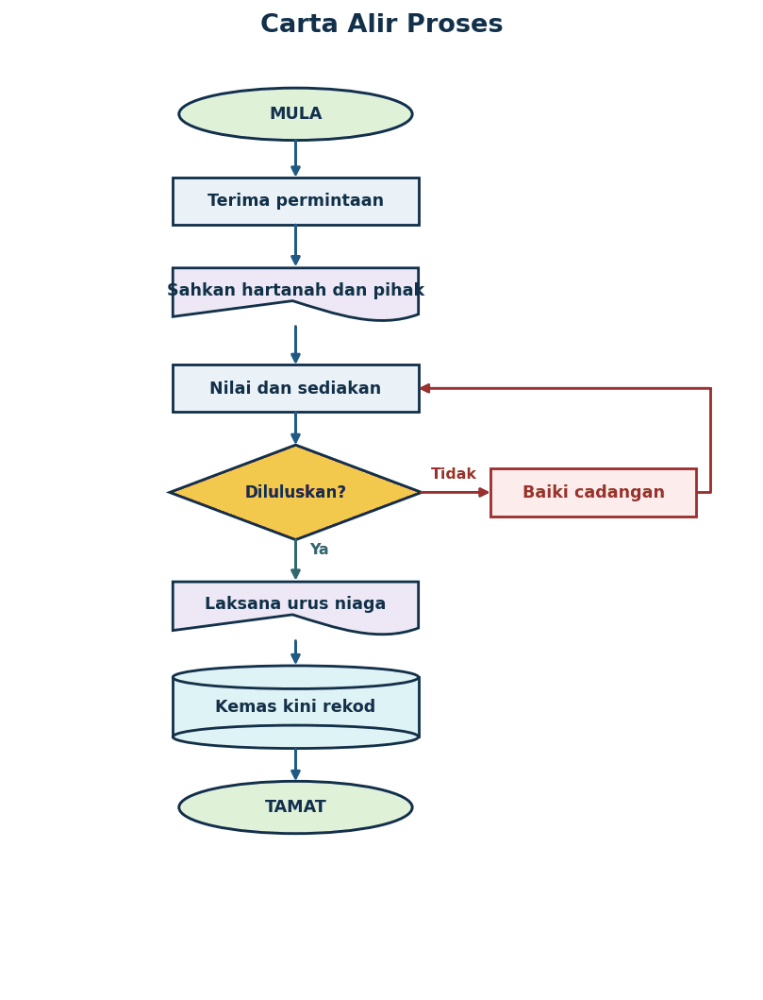 Carta Alir Proses
MULA
Terima permintaan
Sahkan hartanah dan pihak
Nilai dan sediakan
Diluluskan?
Tidak
Baiki cadangan
Ya
Laksana urus niaga
Kemas kini rekod
TAMAT